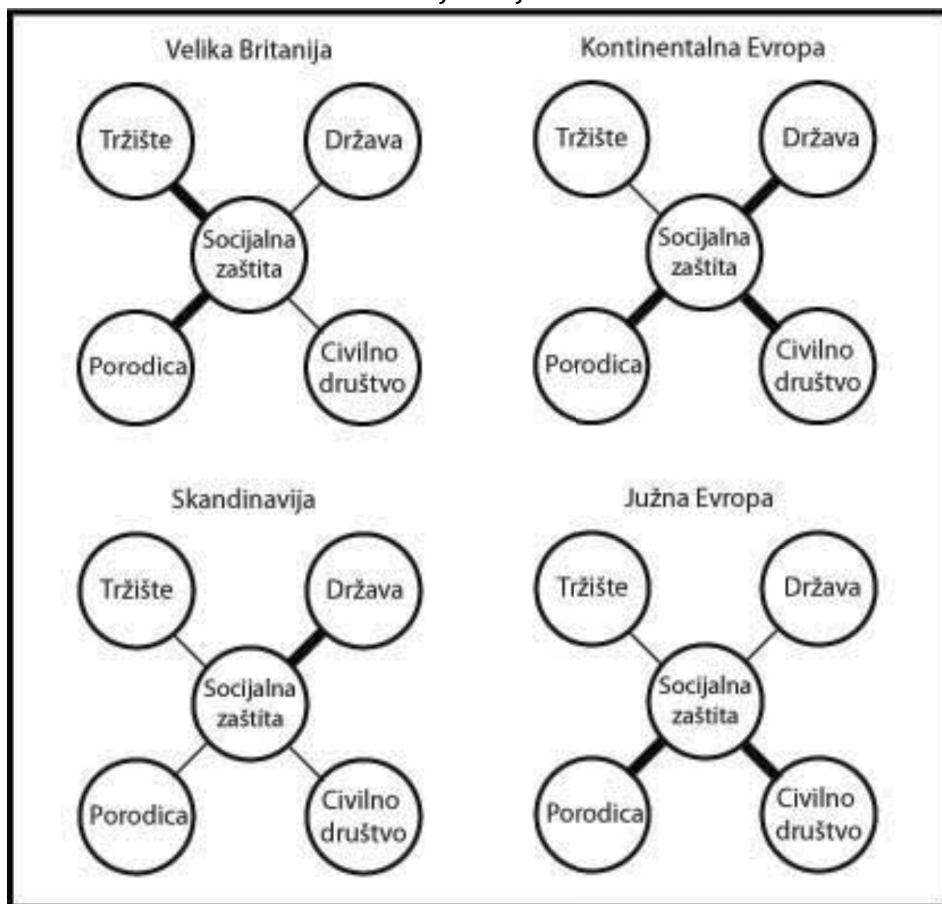 Velika Britanija
Tržište
Država
Socijalna
zaštita
Porodica
Civilno
društvo
Kontinentalna Evropa
Tržište
Država
Socijalna
zaštita
Porodica
Civilno
društvo
Skandinavija
Tržište
Država
Socijalna
zaštita
Porodica
Civilno
društvo
Južna Evropa
Tržište
Država
Socijalna
zaštita
Porodica
Civilno
društvo